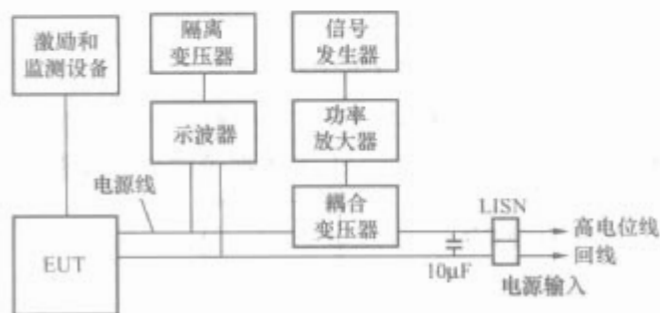 激励和
监测设备
隔离
变压器
信号
发生器
示波器
功率
放大器
电源线
耦合
变压器
LISN
高电位线
EUT
10μF
回线
电源输入